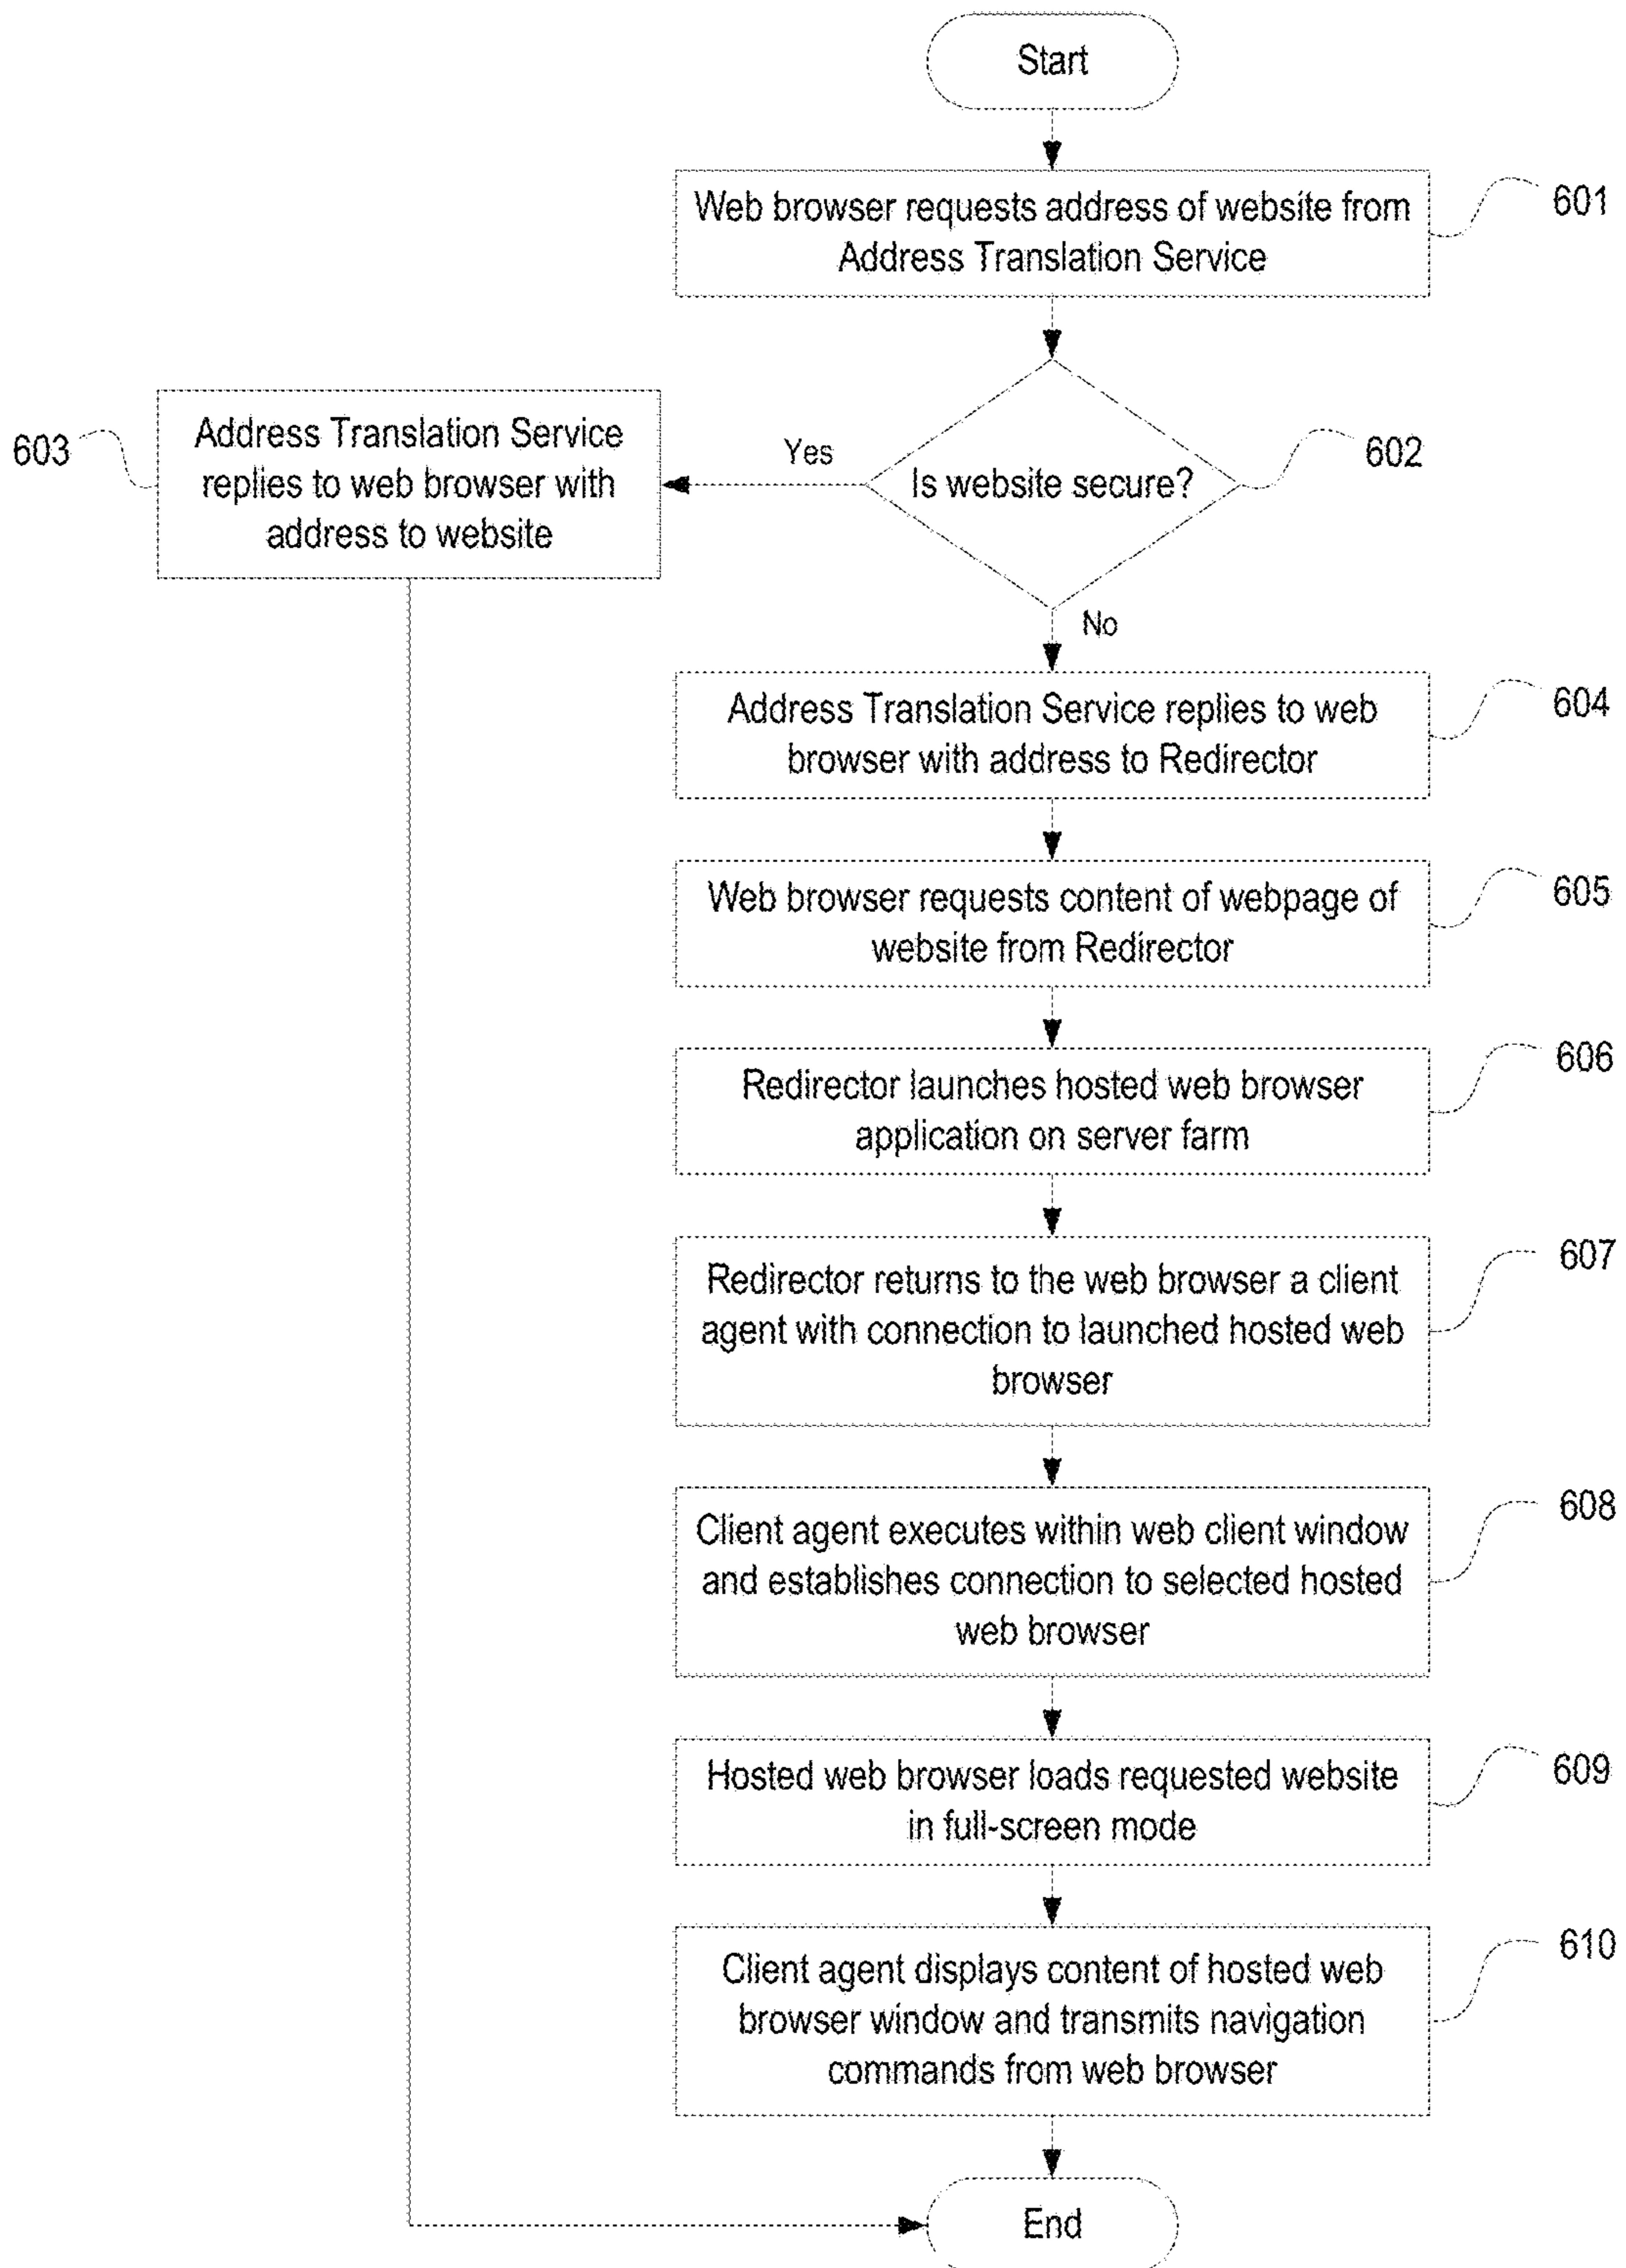 Start
Web browser requests address of website from
Address Translation Service
601
Is website secure?
602
Yes
Address Translation Service
replies to web browser with
address to website
603
No
Address Translation Service replies to web
browser with address to Redirector
604
Web browser requests content of webpage of
website from Redirector
605
Redirector launches hosted web browser
application on server farm
606
Redirector returns to the web browser a client
agent with connection to launched hosted web
browser
607
Client agent executes within web client window
and establishes connection to selected hosted
web browser
608
Hosted web browser loads requested website
in full-screen mode
609
Client agent displays content of hosted web
browser window and transmits navigation
commands from web browser
610
End